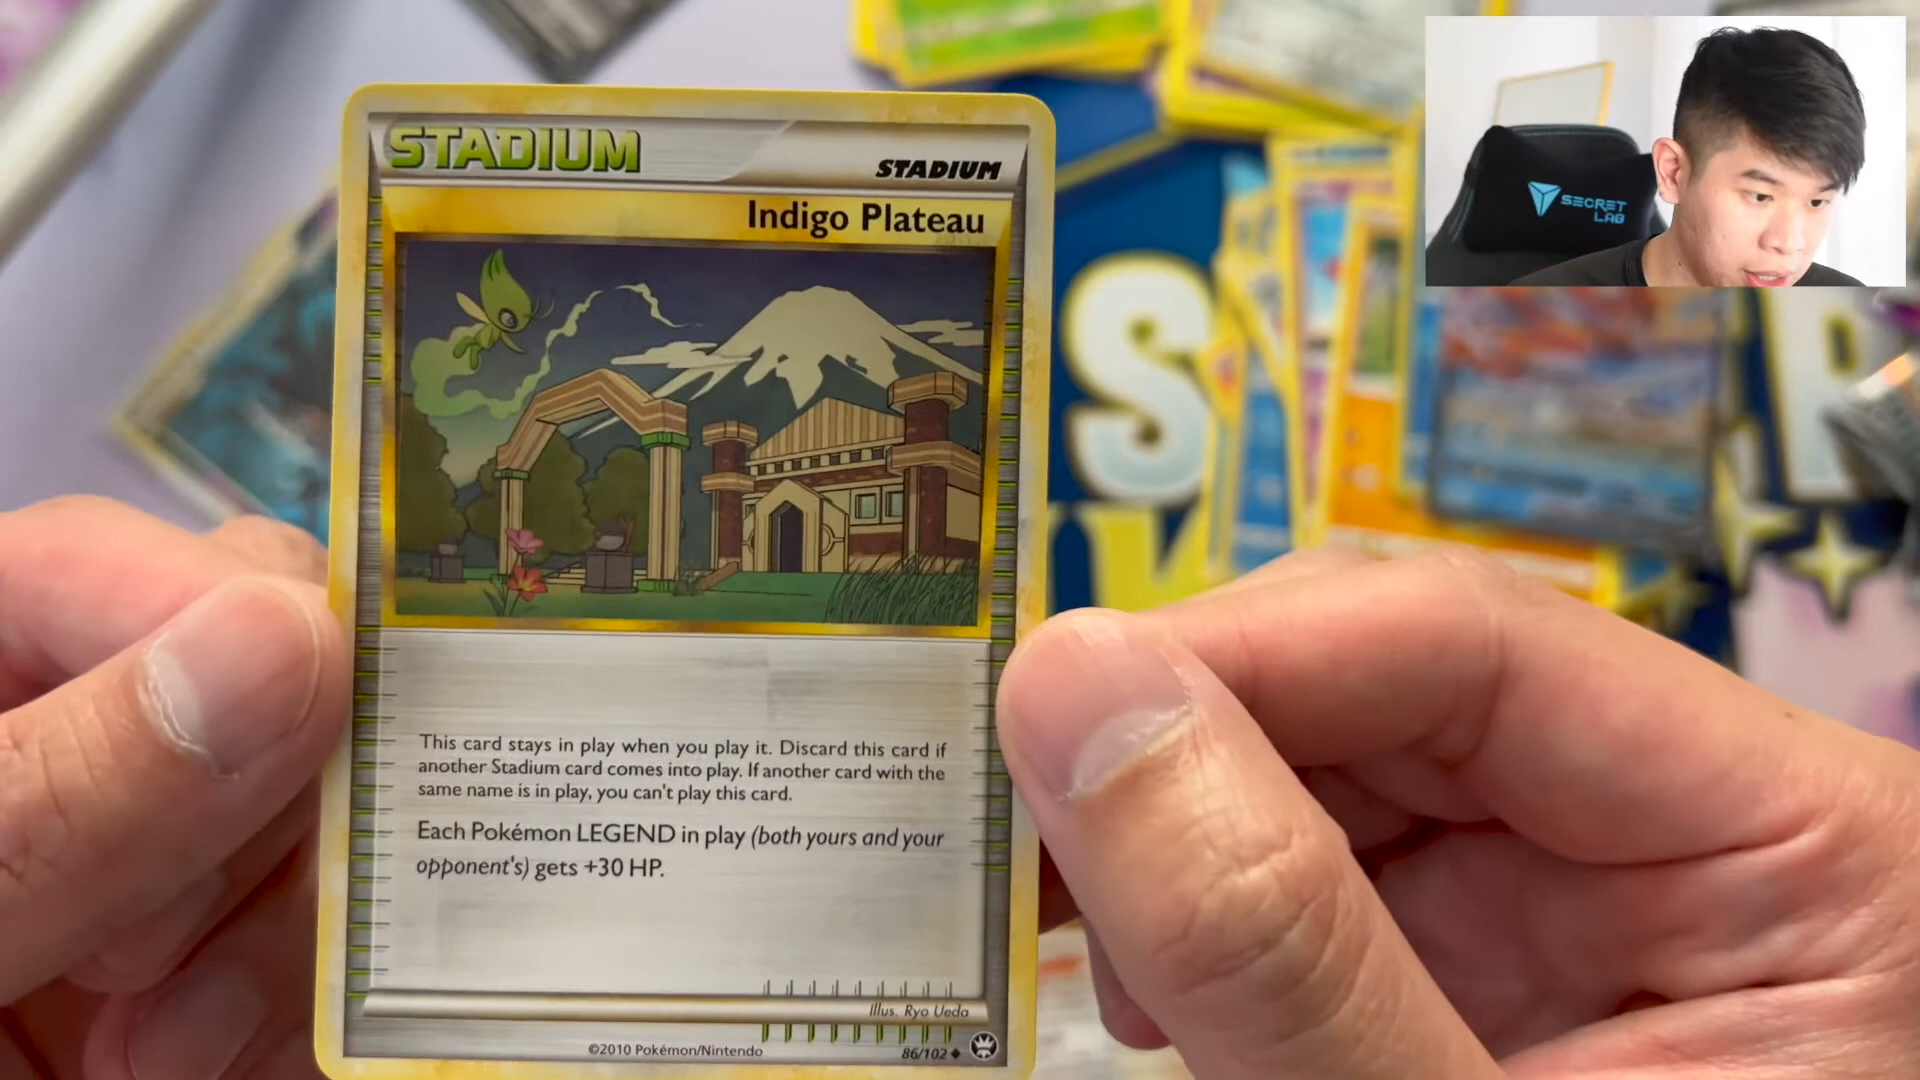 STADIUM
STADIUM
Indigo Plateau
This card stays in play when you play it. Discard this card if
another Stadium card comes into play. If another card with the
same name is in play, you can't play this card.
Each Pokémon LEGEND in play (both yours and your
opponent's) gets +30 HP.
Illus. Ryo Ueda
©2010 Pokémon/Nintendo
86/102
SECRET
LAB
S